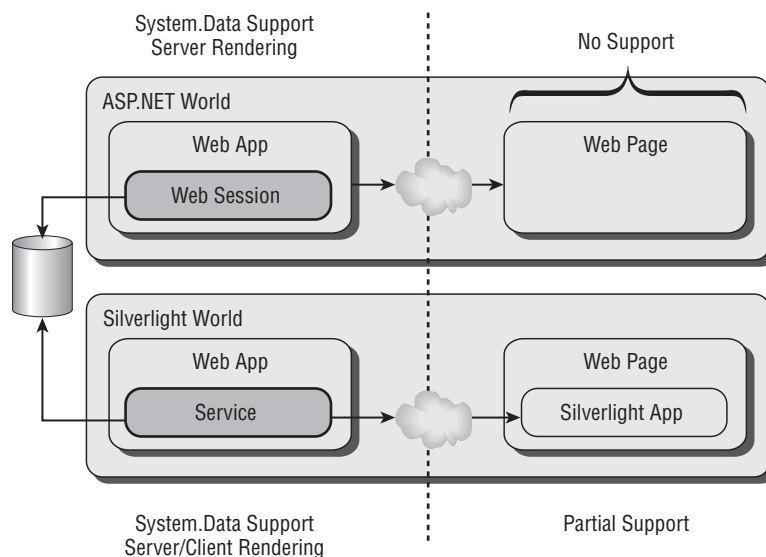 System.Data Support
Server Rendering
No Support
ASP.NET World
Web App
Web Page
Web Session
Silverlight World
Web App
Web Page
Service
Silverlight App
System.Data Support
Server/Client Rendering
Partial Support